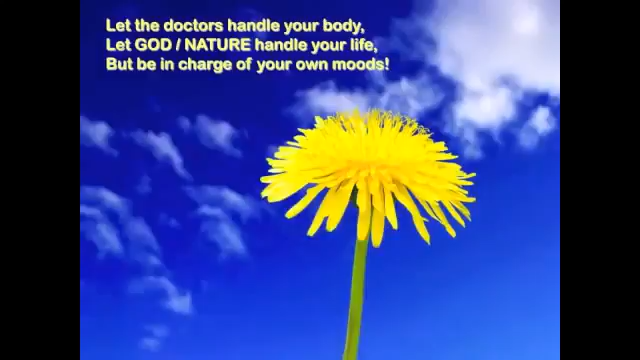 Let the doctors handle your body,
Let GOD / NATURE handle your life,
But be in charge of your own moods!